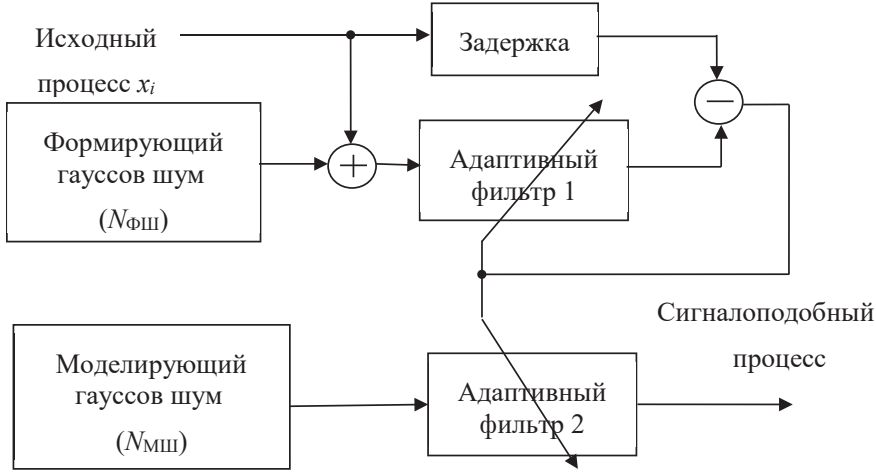 Исходный
процесс xᵢ
Задержка
−
Формирующий
гауссов шум
(NФШ)
+
Адаптивный
фильтр 1
Сигналоподобный
процесс
Моделирующий
гауссов шум
(NМШ)
Адаптивный
фильтр 2